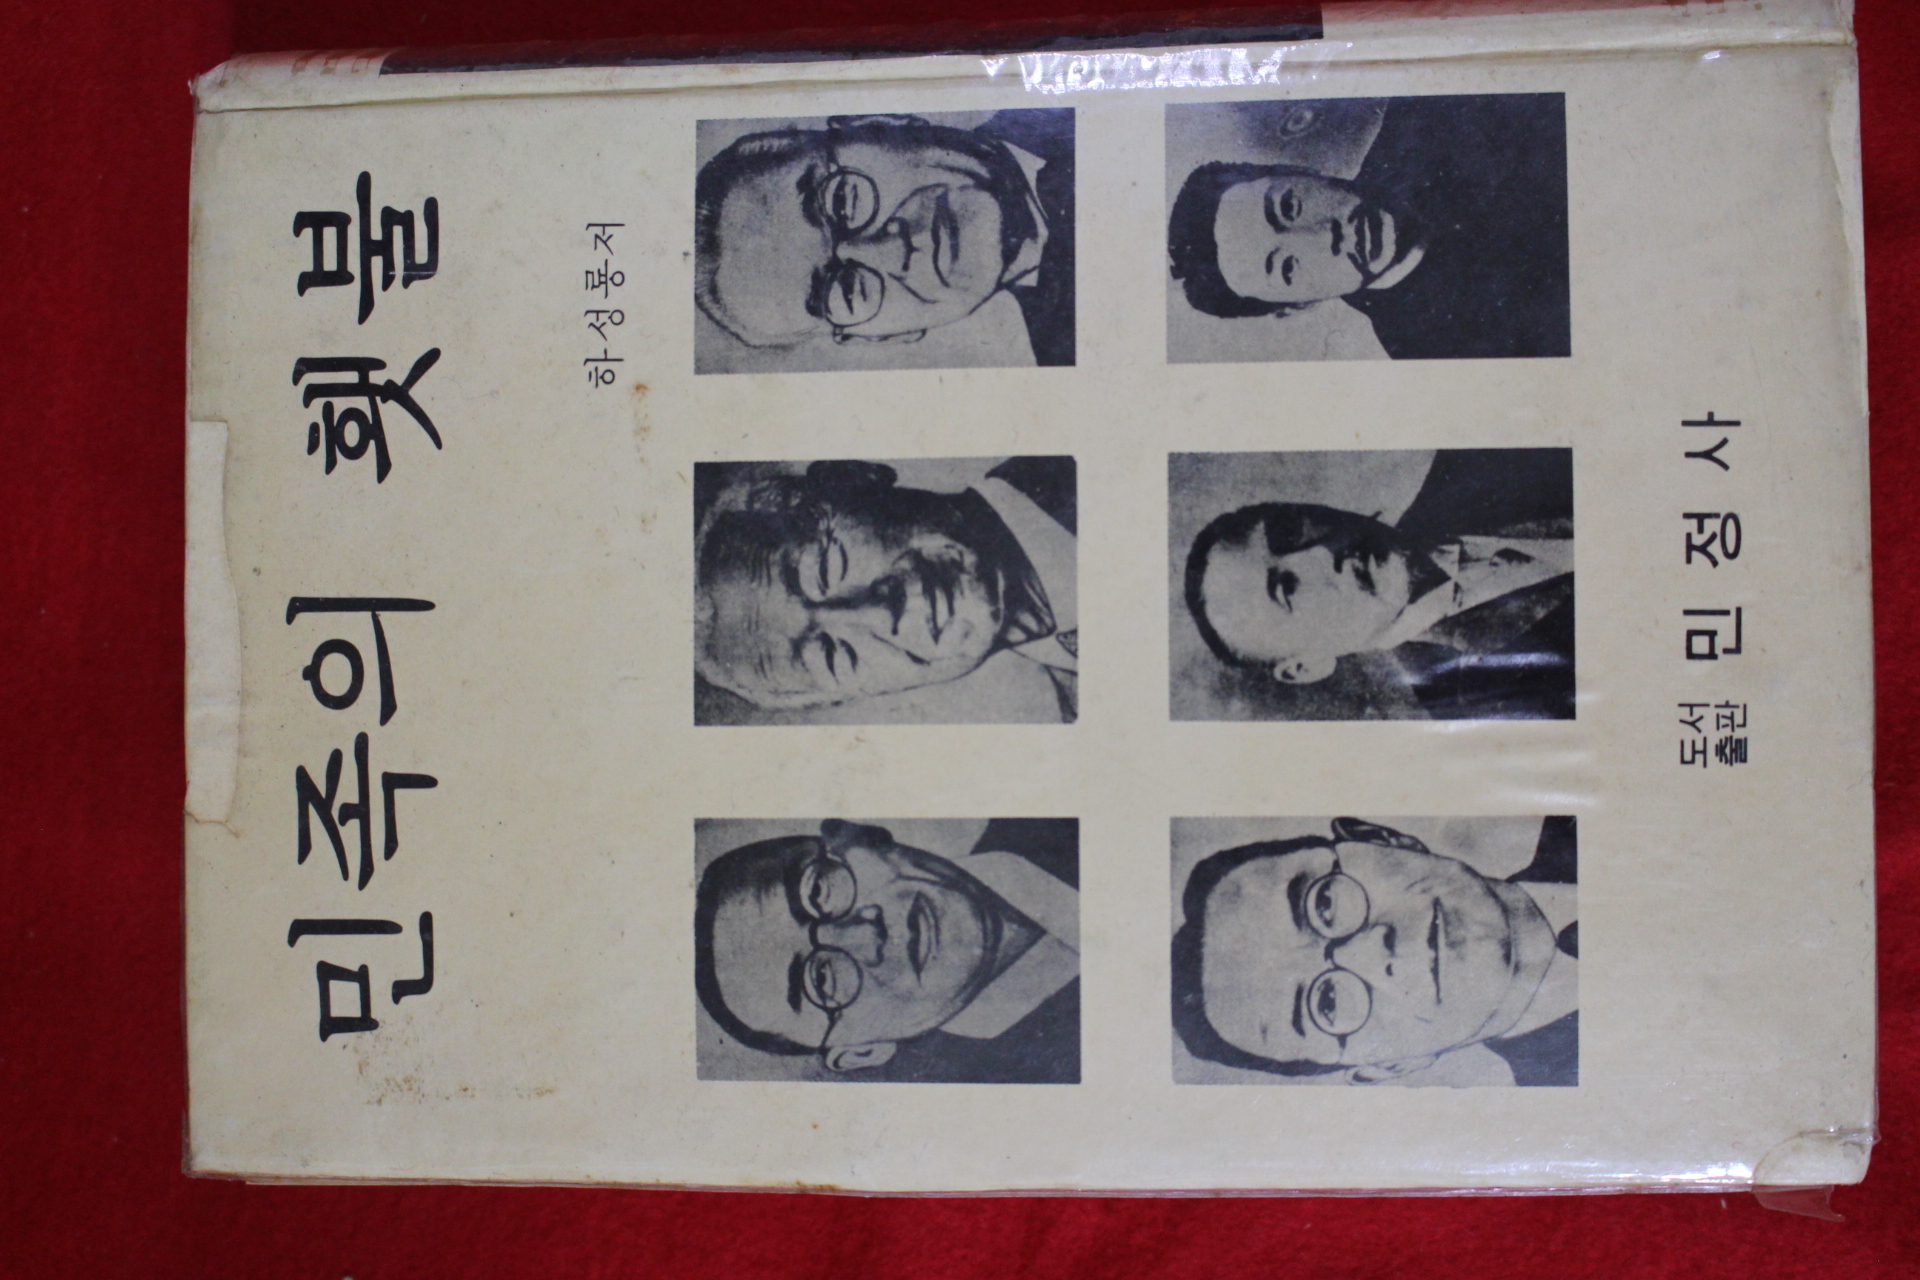 민족의 횃불
하성룡저
도서
출판 민정사